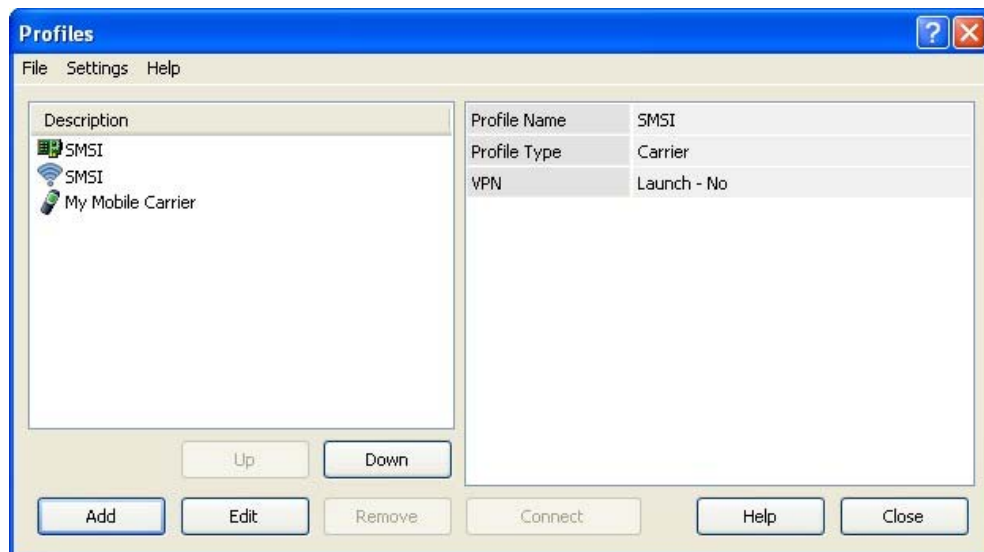 Profiles
File Settings Help
Description
SMSI
SMSI
My Mobile Carrier
Profile Name SMSI
Profile Type Carrier
VPN Launch - No
Up Down
Add Edit Remove Connect Help Close